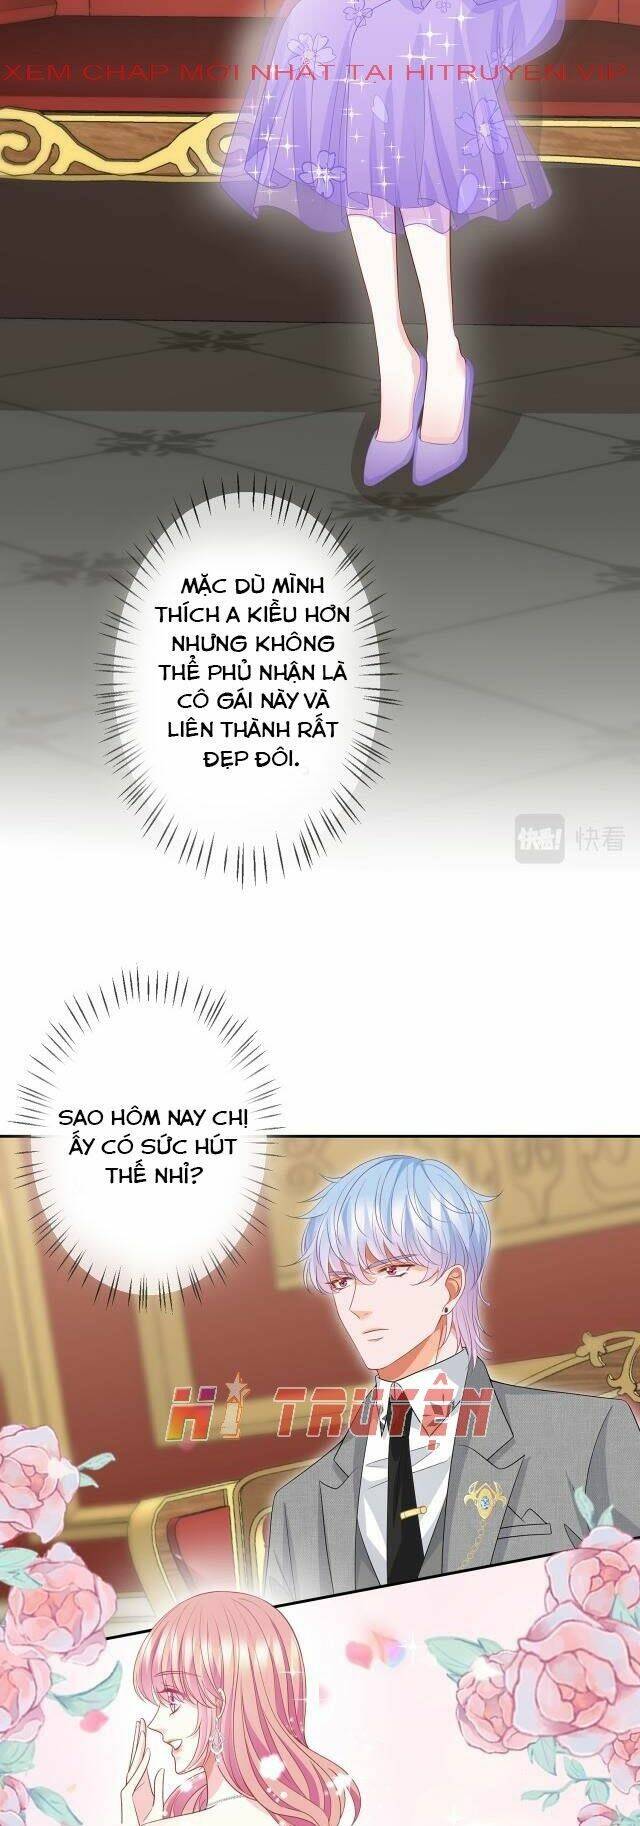 XEM CHAP MỚI NHẤT TẠI HITRUYEN.VIP
MẶC DÙ MÌNH
THÍCH A KIỀU HƠN
NHƯNG KHÔNG
THỂ PHỦ NHẬN LÀ
CÔ GÁI NÀY VÀ
LIÊN THÀNH RẤT
ĐẸP ĐÔI.
快看! 快看
SAO HÔM NAY CHỊ
ẤY CÓ SỨC HÚT
THẾ NHỈ?
HI TRUYỆN